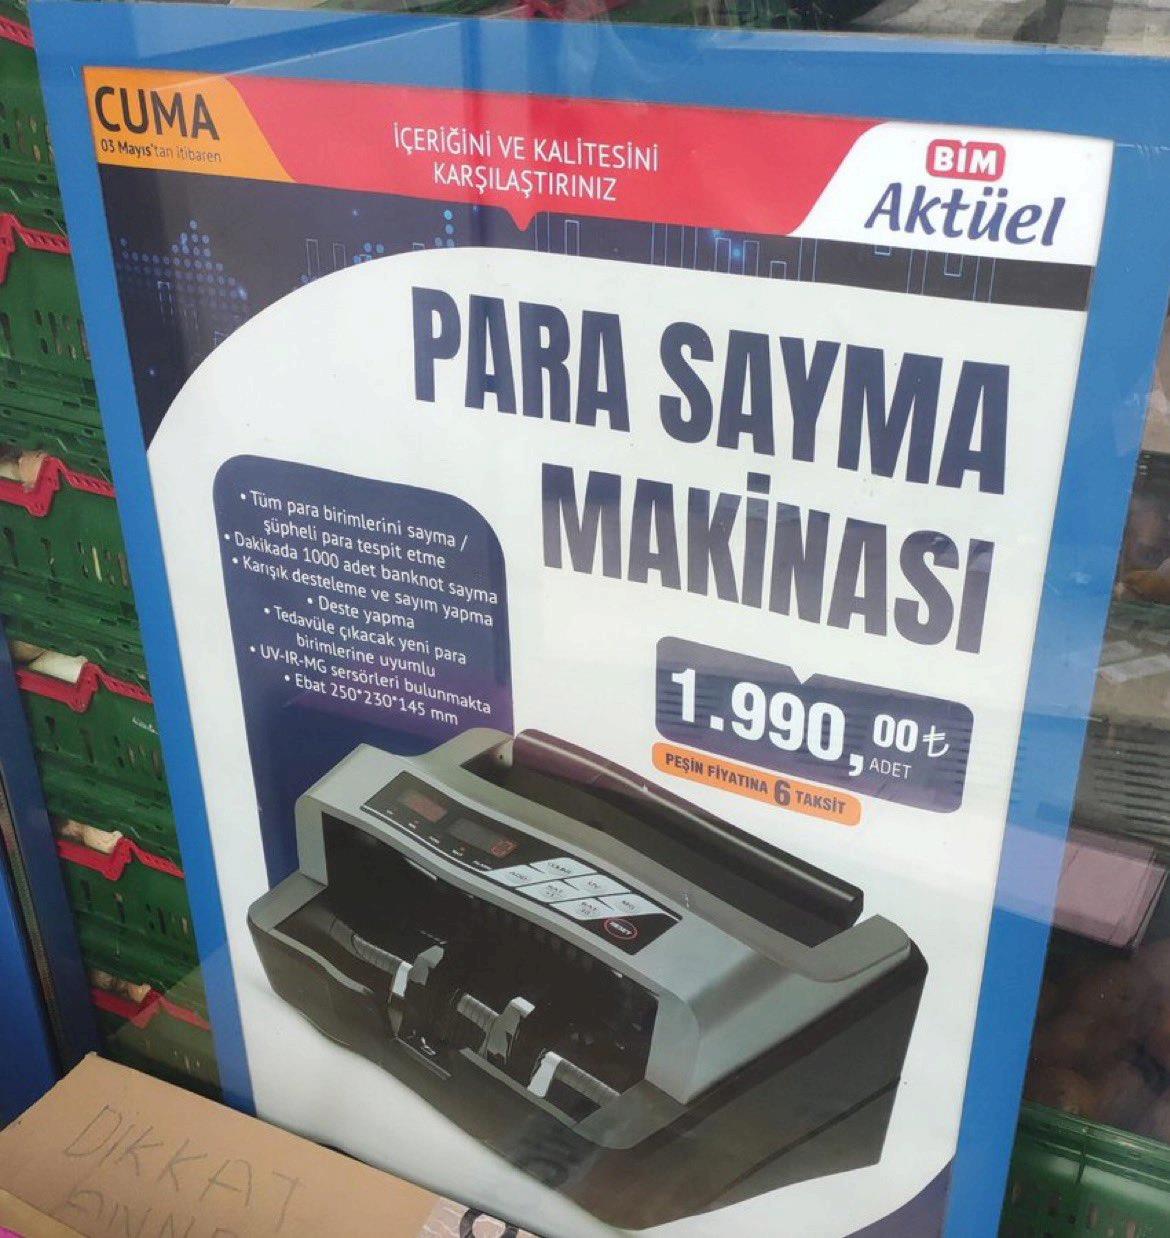 CUMA
03 Mayıs'tan itibaren
İÇERİĞİNİ VE KALİTESİNİ
KARŞILAŞTIRINIZ
BİM
Aktüel
PARA SAYMA
MAKİNASI
• Tüm para birimlerini sayma /
şüpheli para tespit etme
• Dakikada 1000 adet banknot sayma
• Karışık desteleme ve sayım yapma
• Deste yapma
• Tedavüle çıkacak yeni para
birimlerine uyumlu
• UV-IR-MG sersörleri bulunmakta
• Ebat 250*230*145 mm
1.990,00₺
ADET
PEŞİN FİYATINA 6 TAKSİT
RESET
DİKKAT